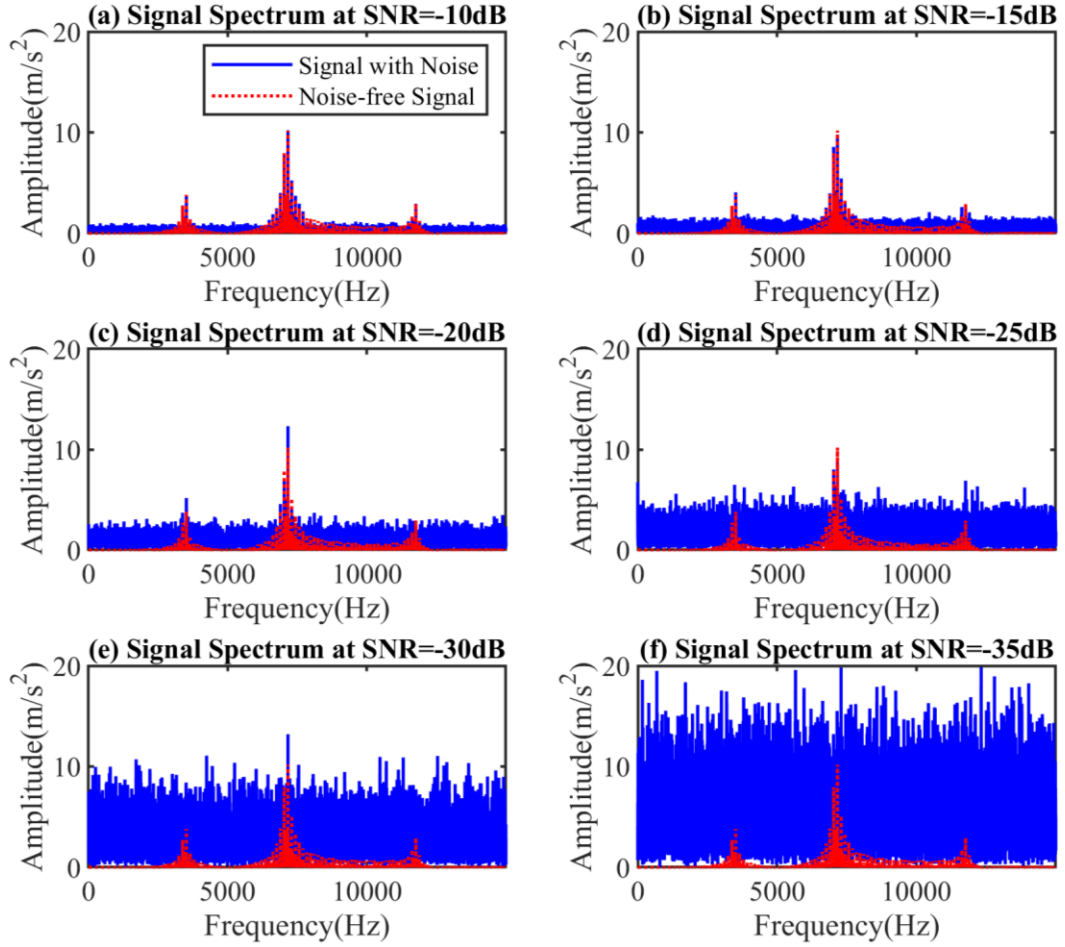 (a) Signal Spectrum at SNR=-10dB
Amplitude(m/s²)
20
10
0
Signal with Noise
Noise-free Signal
0 5000 10000
Frequency(Hz)
(b) Signal Spectrum at SNR=-15dB
Amplitude(m/s²)
20
10
0
0 5000 10000
Frequency(Hz)
(c) Signal Spectrum at SNR=-20dB
Amplitude(m/s²)
20
10
0
0 5000 10000
Frequency(Hz)
(d) Signal Spectrum at SNR=-25dB
Amplitude(m/s²)
20
10
0
0 5000 10000
Frequency(Hz)
(e) Signal Spectrum at SNR=-30dB
Amplitude(m/s²)
20
10
0
0 5000 10000
Frequency(Hz)
(f) Signal Spectrum at SNR=-35dB
Amplitude(m/s²)
20
10
0
0 5000 10000
Frequency(Hz)